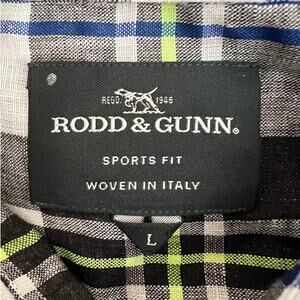 REGD. 1946
RODD & GUNN®
SPORTS FIT
WOVEN IN ITALY
L